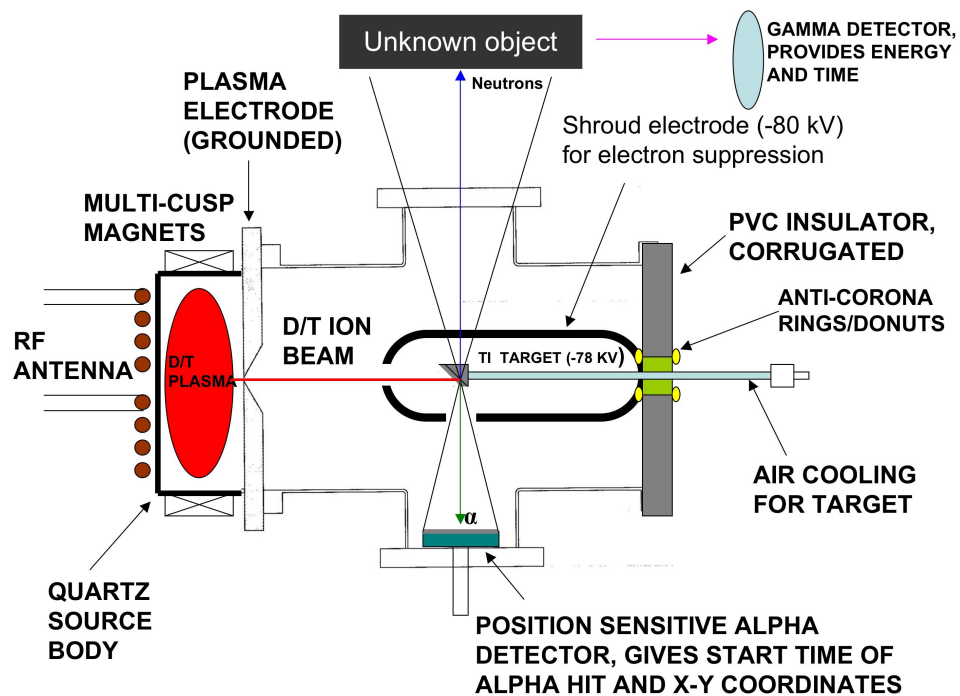 Unknown object
GAMMA DETECTOR,
PROVIDES ENERGY
AND TIME
Neutrons
PLASMA
ELECTRODE
(GROUNDED)
Shroud electrode (-80 kV)
for electron suppression
MULTI-CUSP
MAGNETS
PVC INSULATOR,
CORRUGATED
ANTI-CORONA
RINGS/DONUTS
RF
ANTENNA
D/T
PLASMA
D/T ION
BEAM
TI TARGET (-78 KV)
AIR COOLING
FOR TARGET
α
QUARTZ
SOURCE
BODY
POSITION SENSITIVE ALPHA
DETECTOR, GIVES START TIME OF
ALPHA HIT AND X-Y COORDINATES